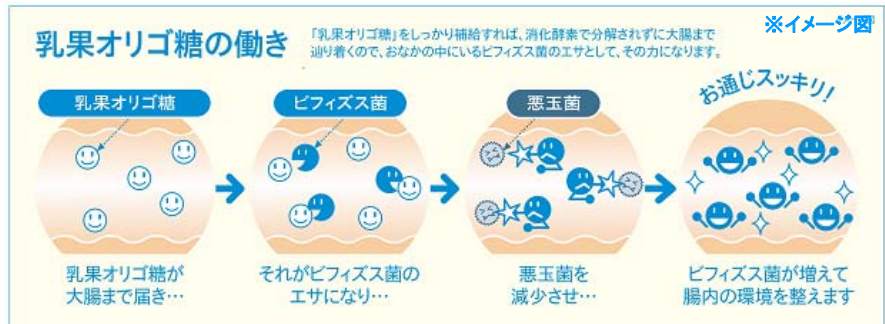 ※イメージ図
乳果オリゴ糖の働き
「乳果オリゴ糖」をしっかり補給すれば、消化酵素で分解されずに大腸まで
辿り着くので、おなかの中にいるビフィズス菌のエサとして、その力になります。
乳果オリゴ糖
ビフィズス菌
悪玉菌
お通じスッキリ!
乳果オリゴ糖が
大腸まで届き…
それがビフィズス菌の
エサになり…
悪玉菌を
減少させ…
ビフィズス菌が増えて
腸内の環境を整えます